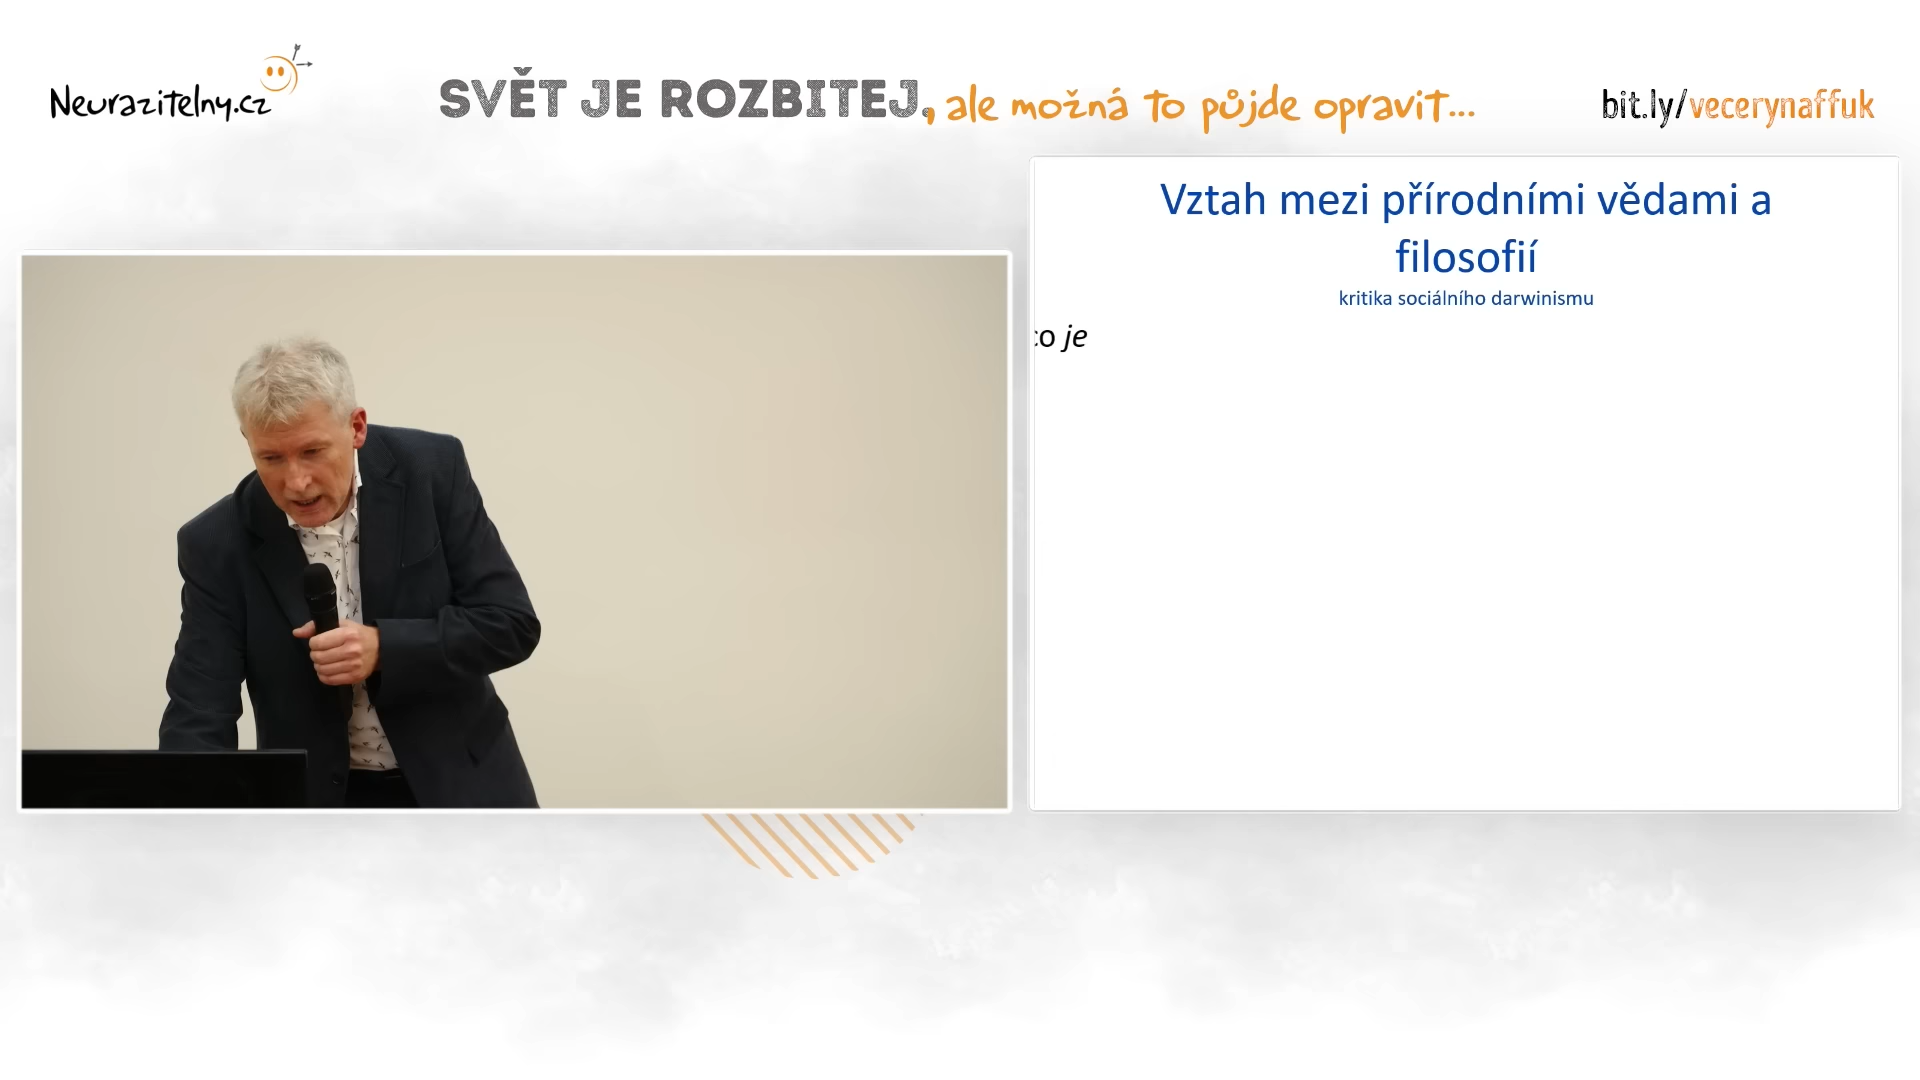 Neurazitelny.cz
SVĚT JE ROZBITEJ, ale možná to půjde opravit...
bit.ly/vecerynaffuk
Vztah mezi přírodními vědami a
filosofií
kritika sociálního darwinismu
co je